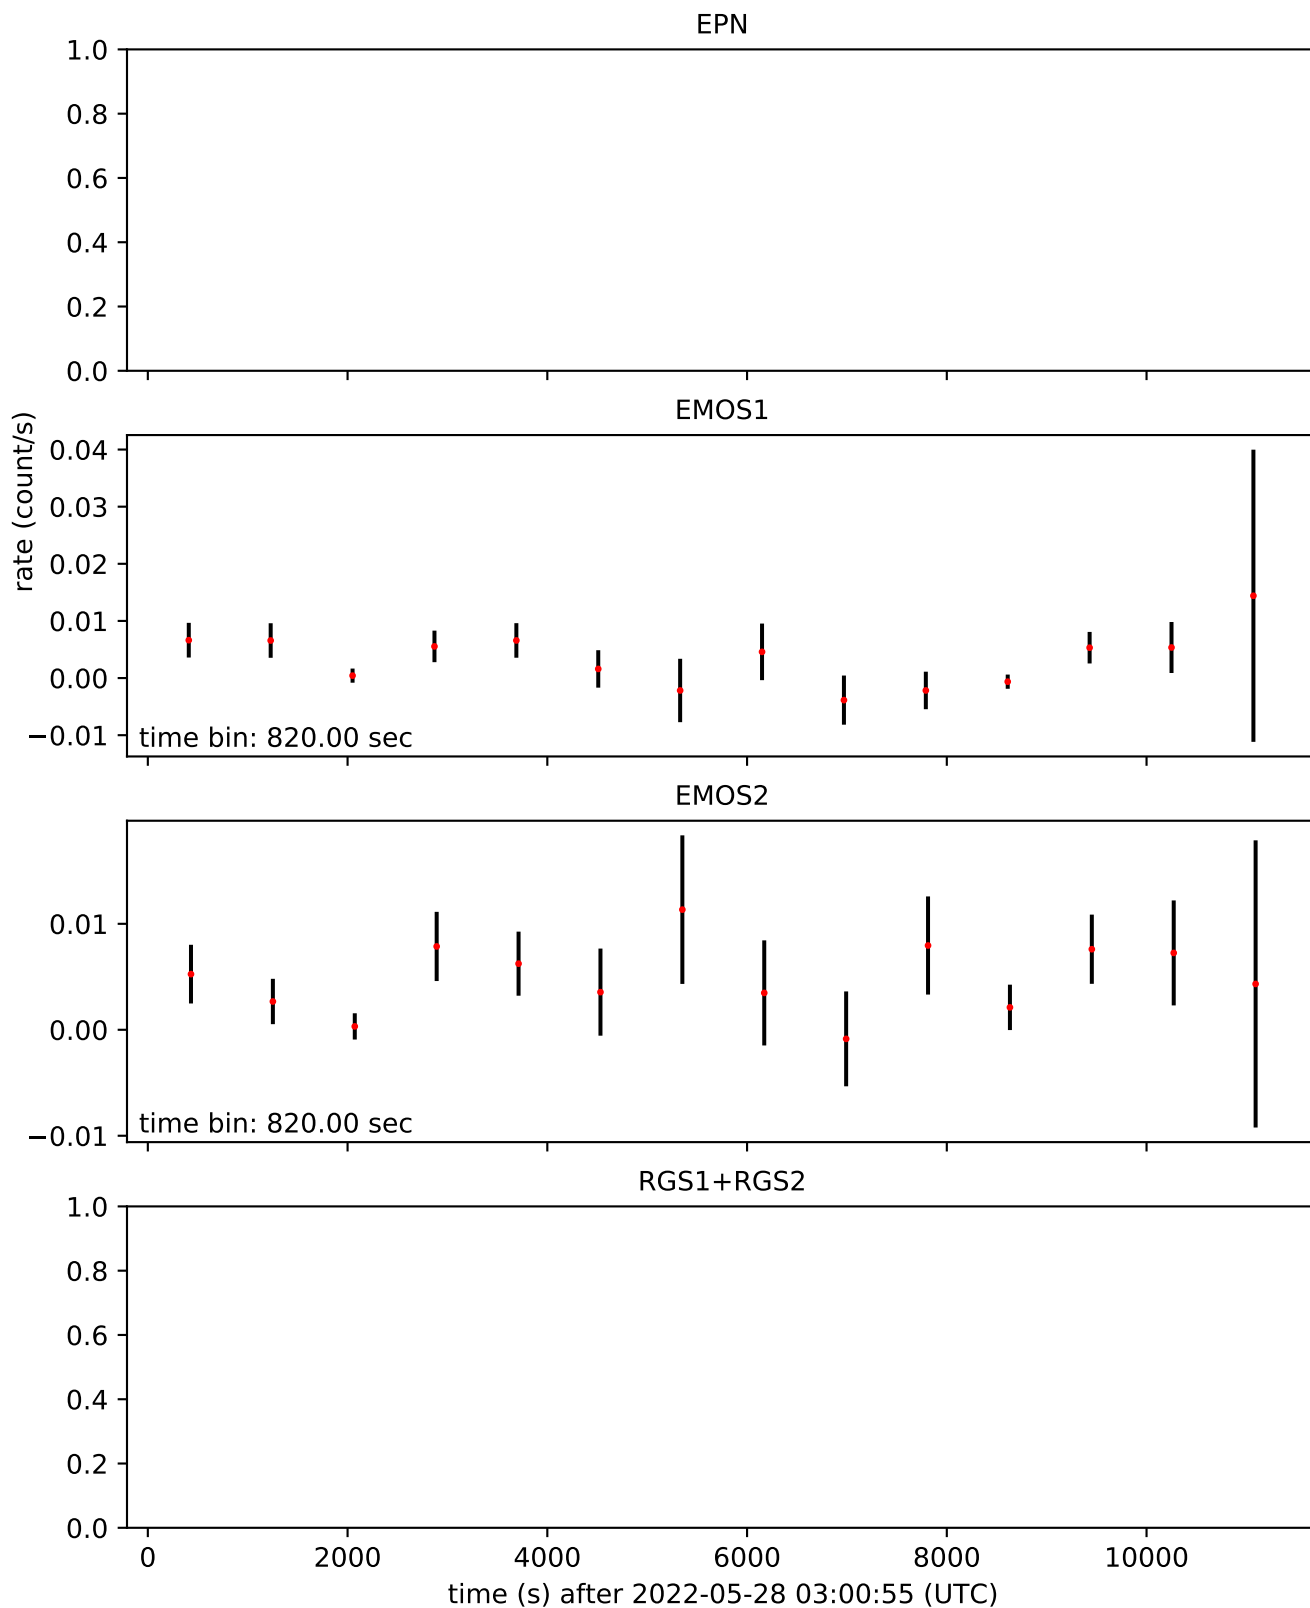 EPN
1.0
0.8
0.6
0.4
0.2
0.0
EMOS1
rate (count/s)
0.04
0.03
0.02
0.01
0.00
−0.01
time bin: 820.00 sec
EMOS2
0.01
0.00
−0.01
time bin: 820.00 sec
RGS1+RGS2
1.0
0.8
0.6
0.4
0.2
0.0
0 2000 4000 6000 8000 10000
time (s) after 2022-05-28 03:00:55 (UTC)